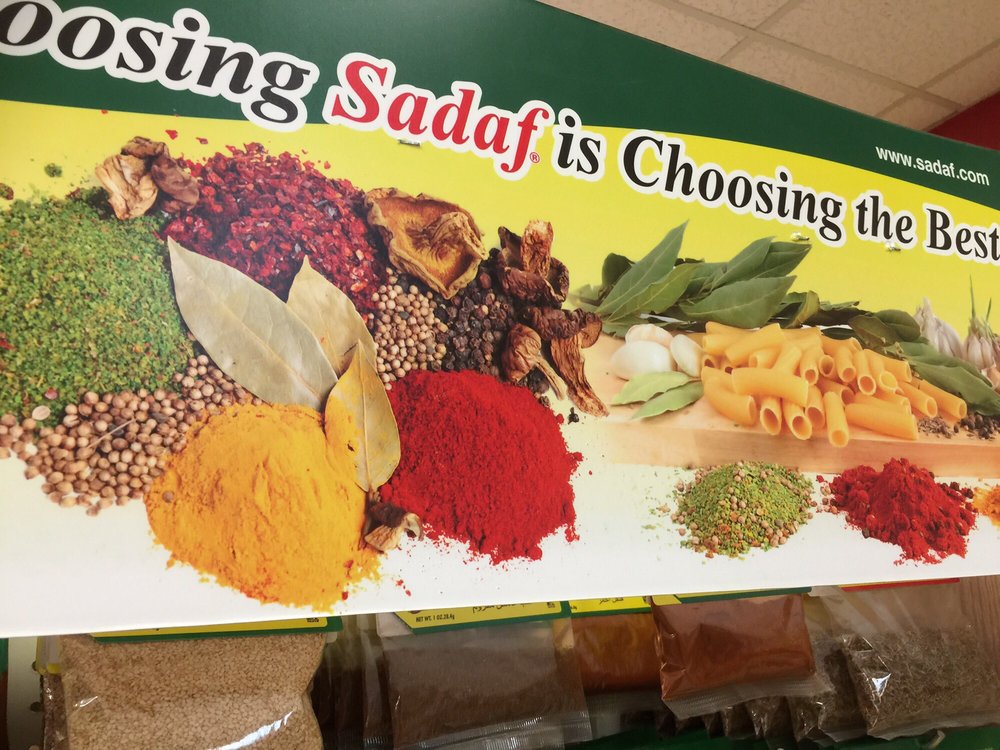 oosing Sadaf® is Choosing the Best
www.sadaf.com
NET WT. 1 OZ.28.4g